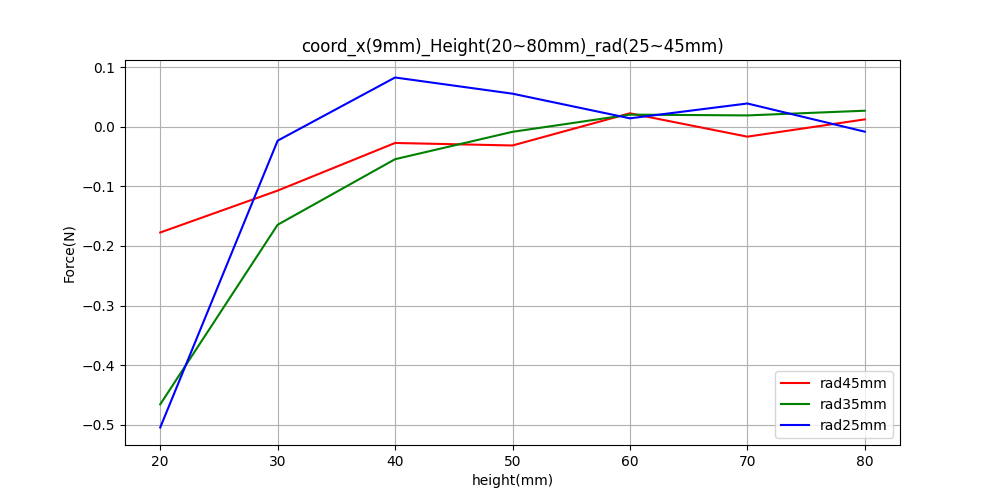 coord_x(9mm)_Height(20~80mm)_rad(25~45mm)
0.1
0.0
−0.1
−0.2
−0.3
−0.4
−0.5
Force(N)
20 30 40 50 60 70 80
height(mm)
rad45mm
rad35mm
rad25mm